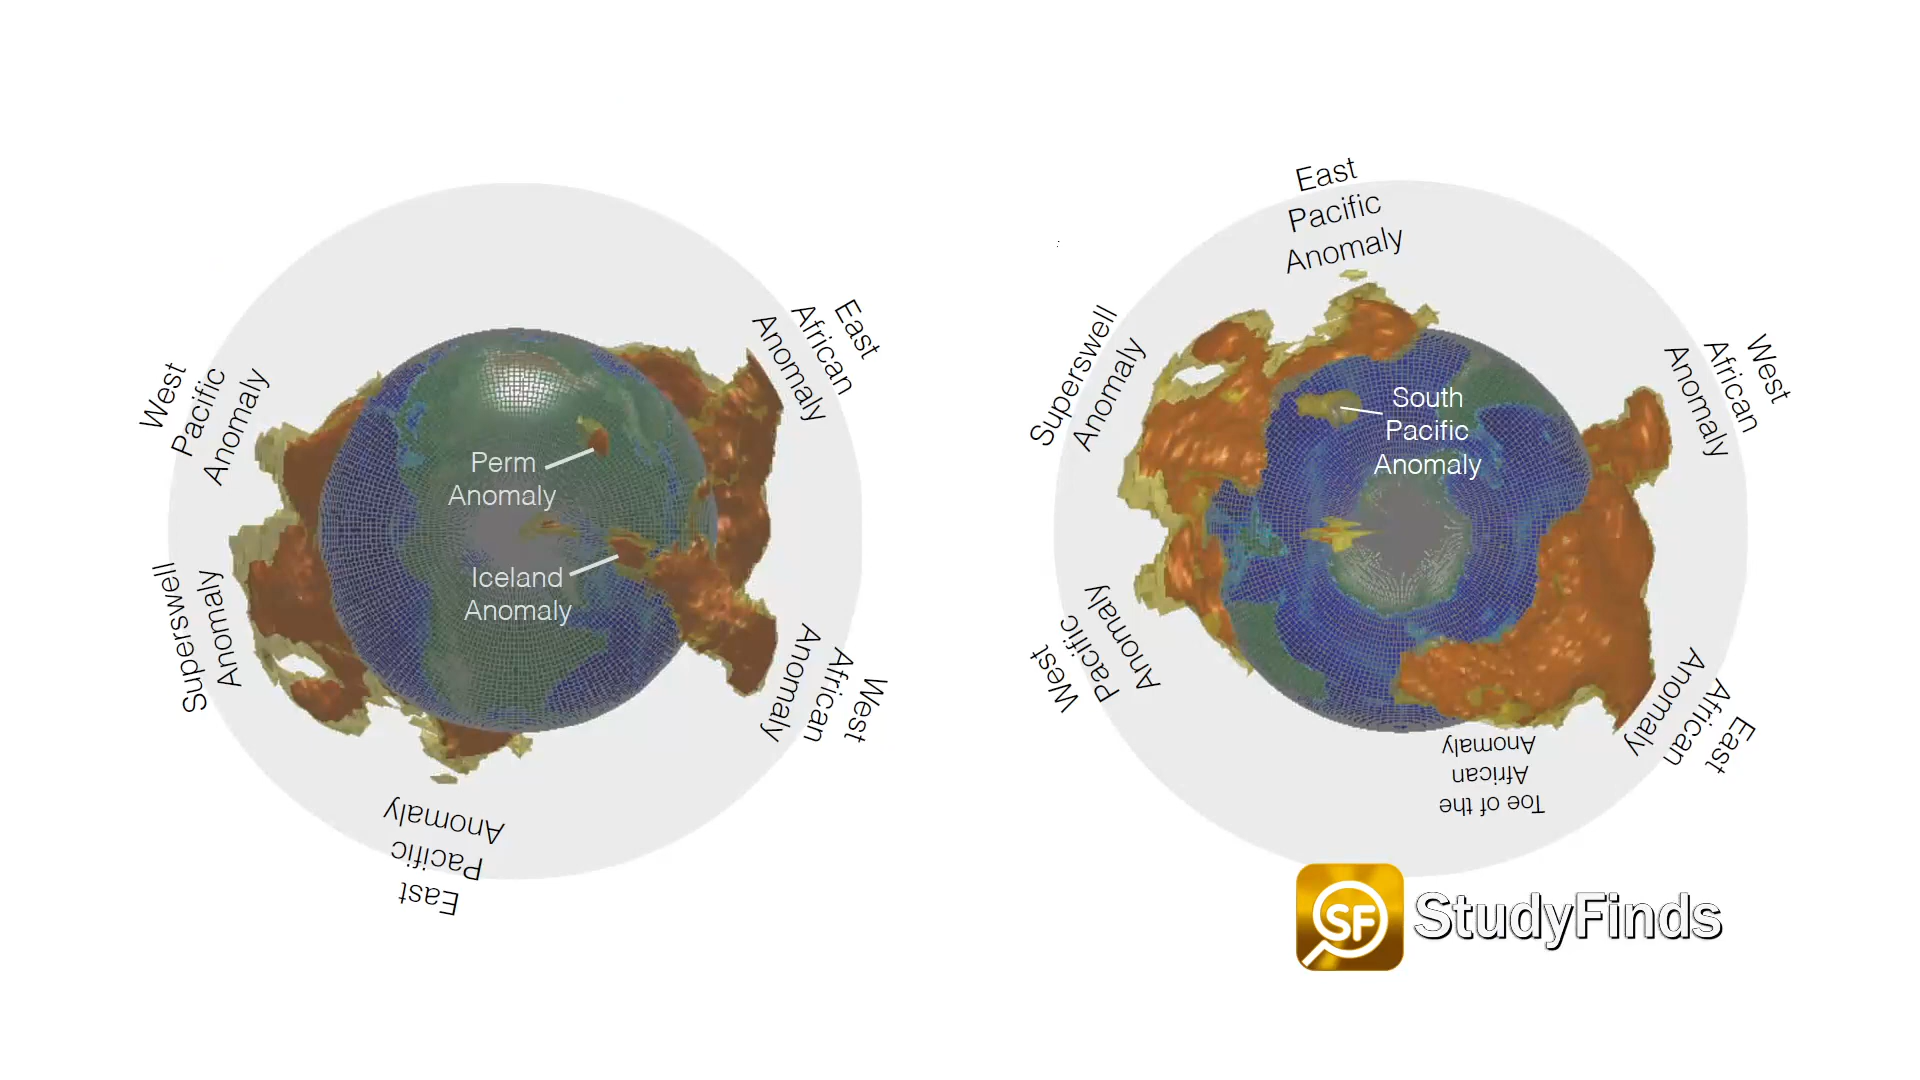 West
Pacific
Anomaly
East
African
Anomaly
Perm
Anomaly
Iceland
Anomaly
Superswell
Anomaly
West
African
Anomaly
East
Pacific
Anomaly
East
Pacific
Anomaly
Superswell
Anomaly
South
Pacific
Anomaly
West
African
Anomaly
West
Pacific
Anomaly
East
African
Anomaly
Toe of the
African
Anomaly
SF StudyFinds